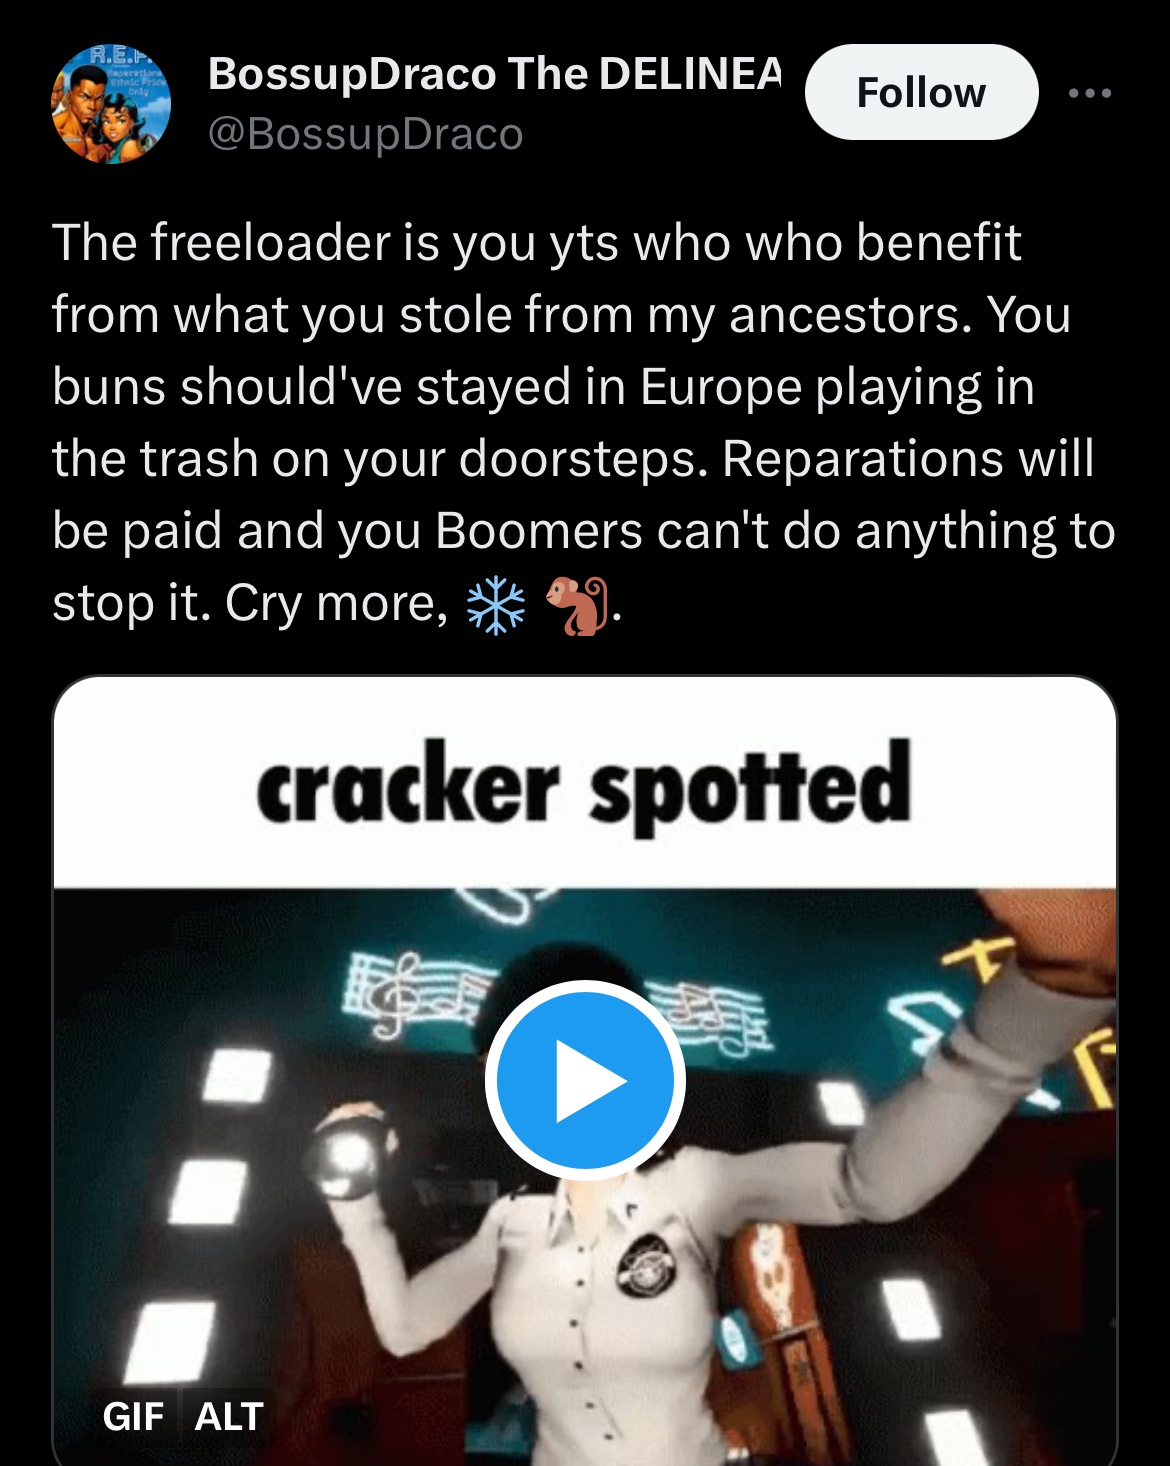 R.E.P.
Reparations
Ethnic Pride
Only
BossupDraco The DELINEA
@BossupDraco
Follow
The freeloader is you yts who who benefit
from what you stole from my ancestors. You
buns should've stayed in Europe playing in
the trash on your doorsteps. Reparations will
be paid and you Boomers can't do anything to
stop it. Cry more, ❄️ 🐒.
cracker spotted
GIF ALT